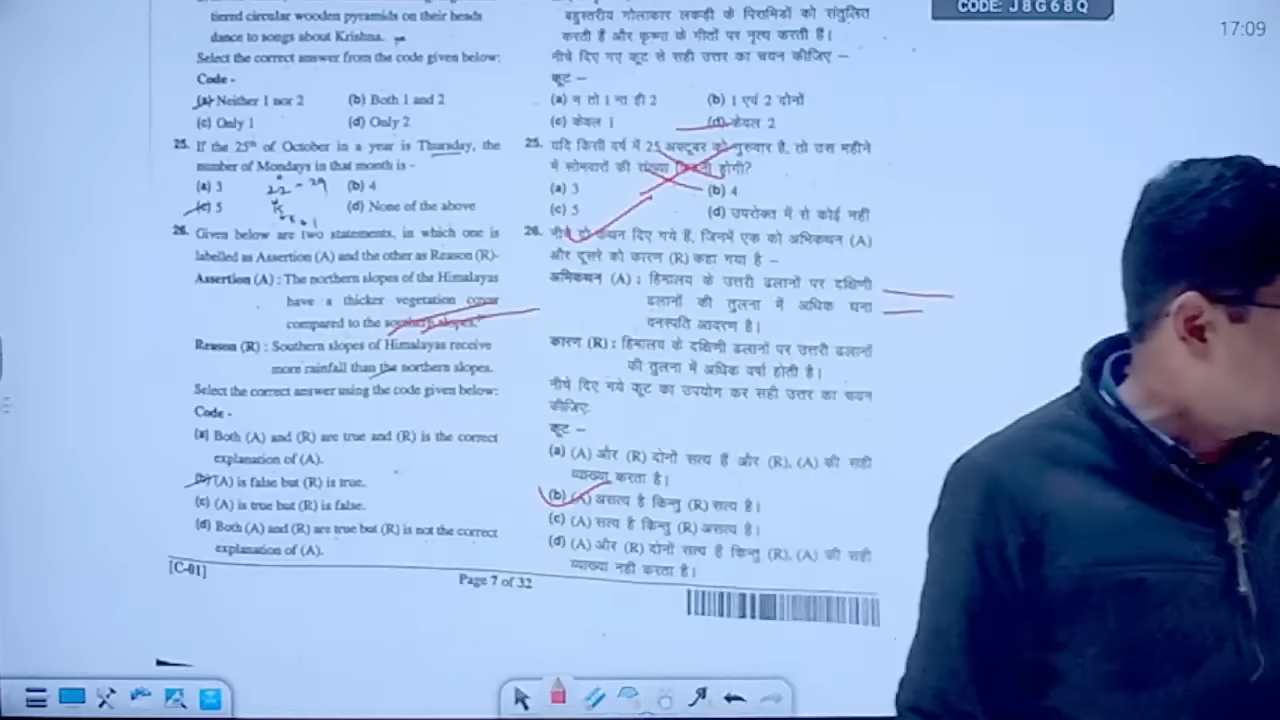 CODE: J8G68Q
17:09
tiered circular wooden pyramids on their heads
dance to songs about Krishna.
Select the correct answer from the code given below:
Code -
(a) Neither 1 nor 2 (b) Both 1 and 2
(c) Only 1 (d) Only 2
25. If the 25th of October in a year is Thursday, the
number of Mondays in that month is -
(a) 3 (b) 4
(c) 5 (d) None of the above
22 - 29
15
26. Given below are two statements, in which one is
labelled as Assertion (A) and the other as Reason (R)-
Assertion (A) : The northern slopes of the Himalayas
have a thicker vegetation cover
compared to the southern slopes.
Reason (R) : Southern slopes of Himalayas receive
more rainfall than the northern slopes.
Select the correct answer using the code given below:
Code -
(a) Both (A) and (R) are true and (R) is the correct
explanation of (A).
(b) (A) is false but (R) is true.
(c) (A) is true but (R) is false.
(d) Both (A) and (R) are true but (R) is not the correct
explanation of (A).
[C-01]
Page 7 of 32
बहुस्तरीय गोलाकार लकड़ी के पिरामिडों को संतुलित
करती हैं और कृष्णा के गीतों पर नृत्य करती हैं।
नीचे दिए गए कूट से सही उत्तर का चयन कीजिए –
कूट –
(a) न तो 1 न ही 2 (b) 1 एवं 2 दोनों
(c) केवल 1 (d) केवल 2
25. यदि किसी वर्ष में 25 अक्टूबर को गुरुवार है, तो उस महीने
में सोमवारों की संख्या कितनी होगी?
(a) 3 (b) 4
(c) 5 (d) उपरोक्त में से कोई नहीं
26. नीचे दो कथन दिए गये हैं, जिनमें एक को अभिकथन (A)
और दूसरे को कारण (R) कहा गया है –
अभिकथन (A) : हिमालय के उत्तरी ढलानों पर दक्षिणी
ढलानों की तुलना में अधिक घना
वनस्पति आवरण है।
कारण (R) : हिमालय के दक्षिणी ढलानों पर उत्तरी ढलानों
की तुलना में अधिक वर्षा होती है।
नीचे दिए गये कूट का उपयोग कर सही उत्तर का चयन
कीजिए
कूट –
(a) (A) और (R) दोनों सत्य हैं और (R), (A) की सही
व्याख्या करता है।
(b) (A) असत्य है किन्तु (R) सत्य है।
(c) (A) सत्य है किन्तु (R) असत्य है।
(d) (A) और (R) दोनों सत्य हैं किन्तु (R), (A) की सही
व्याख्या नहीं करता है।